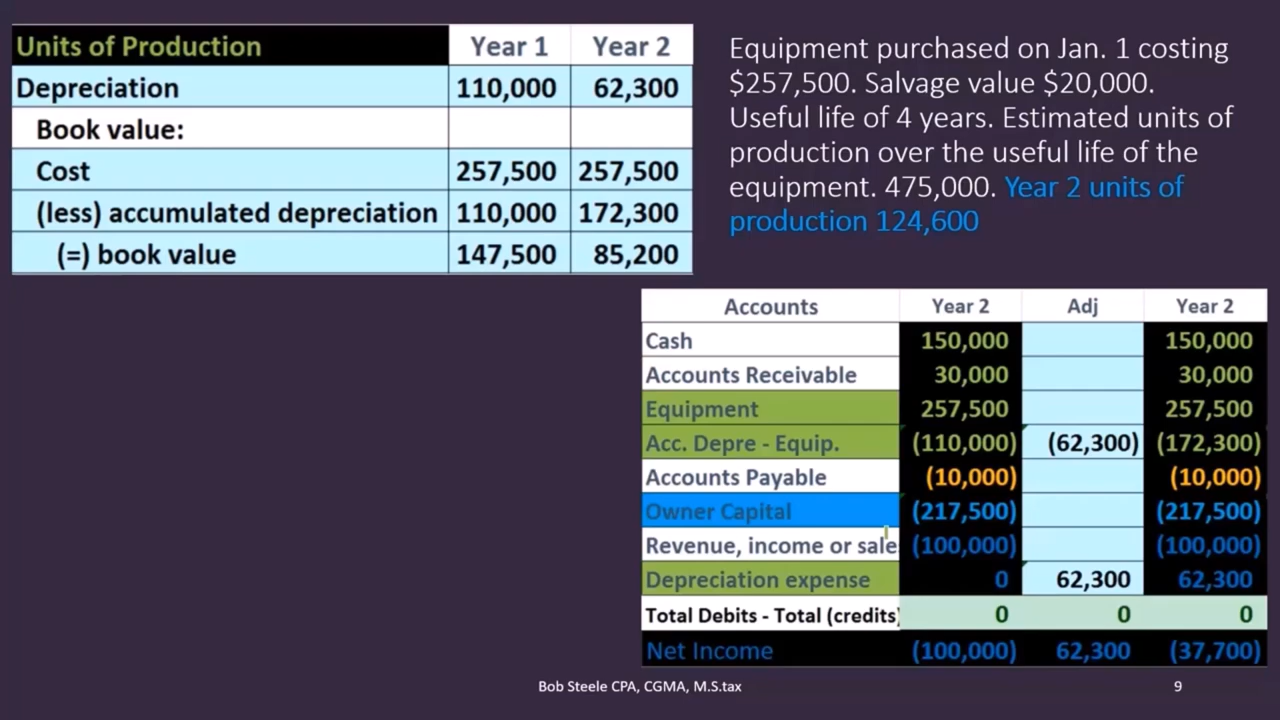 Units of Production Year 1 Year 2
Depreciation 110,000 62,300
Book value:
Cost 257,500 257,500
(less) accumulated depreciation 110,000 172,300
(=) book value 147,500 85,200
Equipment purchased on Jan. 1 costing
$257,500. Salvage value $20,000.
Useful life of 4 years. Estimated units of
production over the useful life of the
equipment. 475,000. Year 2 units of
production 124,600
Accounts Year 2 Adj Year 2
Cash 150,000 150,000
Accounts Receivable 30,000 30,000
Equipment 257,500 257,500
Acc. Depre - Equip. (110,000) (62,300) (172,300)
Accounts Payable (10,000) (10,000)
Owner Capital (217,500) (217,500)
Revenue, income or sale (100,000) (100,000)
Depreciation expense 0 62,300 62,300
Total Debits - Total (credits) 0 0 0
Net Income (100,000) 62,300 (37,700)
Bob Steele CPA, CGMA, M.S.tax 9